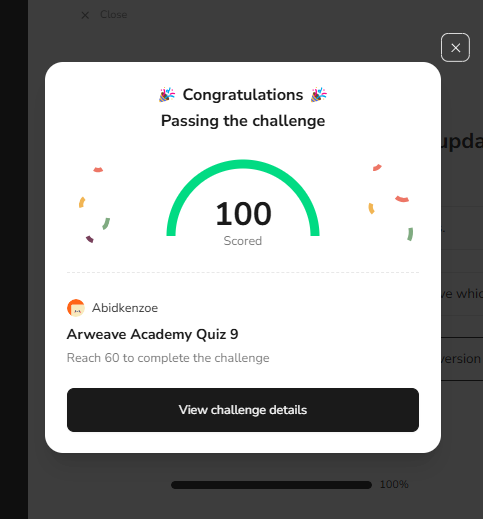 Close
Congratulations
Passing the challenge
upda
100
Scored
ve whic
Abidkenzoe
Arweave Academy Quiz 9
Reach 60 to complete the challenge
version
View challenge details
100%